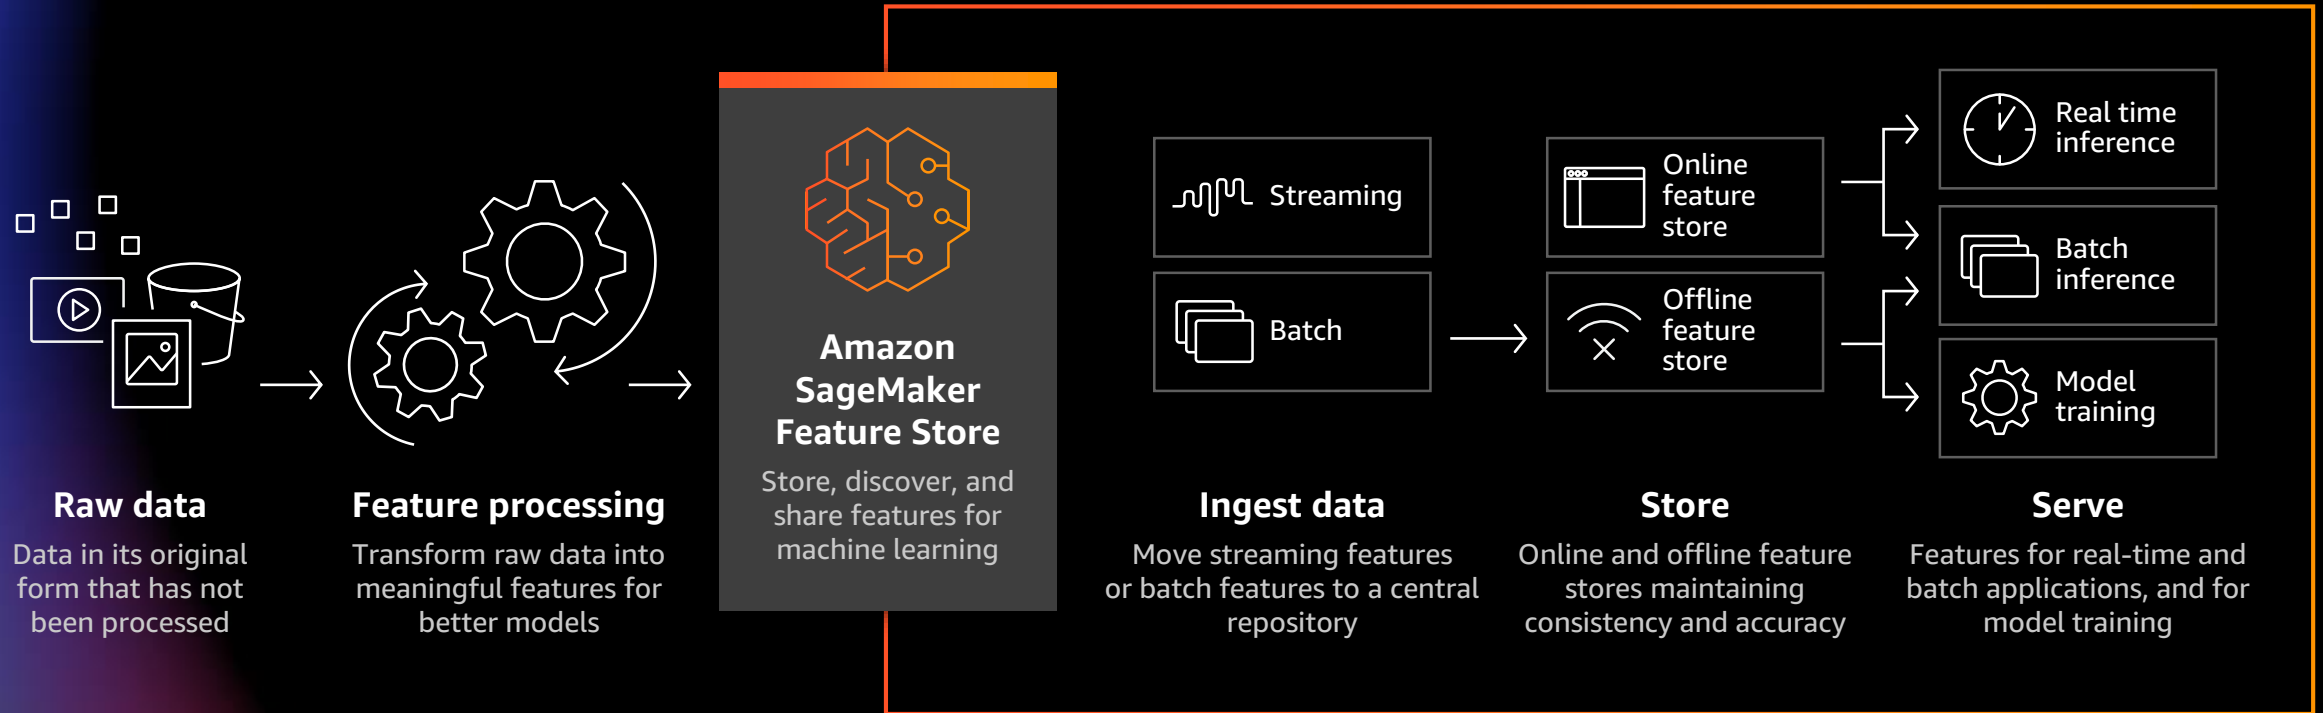 Raw data
Data in its original
form that has not
been processed
Feature processing
Transform raw data into
meaningful features for
better models
Amazon
SageMaker
Feature Store
Store, discover, and
share features for
machine learning
Streaming
Batch
Ingest data
Move streaming features
or batch features to a central
repository
Online
feature
store
Offline
feature
store
Store
Online and offline feature
stores maintaining
consistency and accuracy
Real time
inference
Batch
inference
Model
training
Serve
Features for real-time and
batch applications, and for
model training